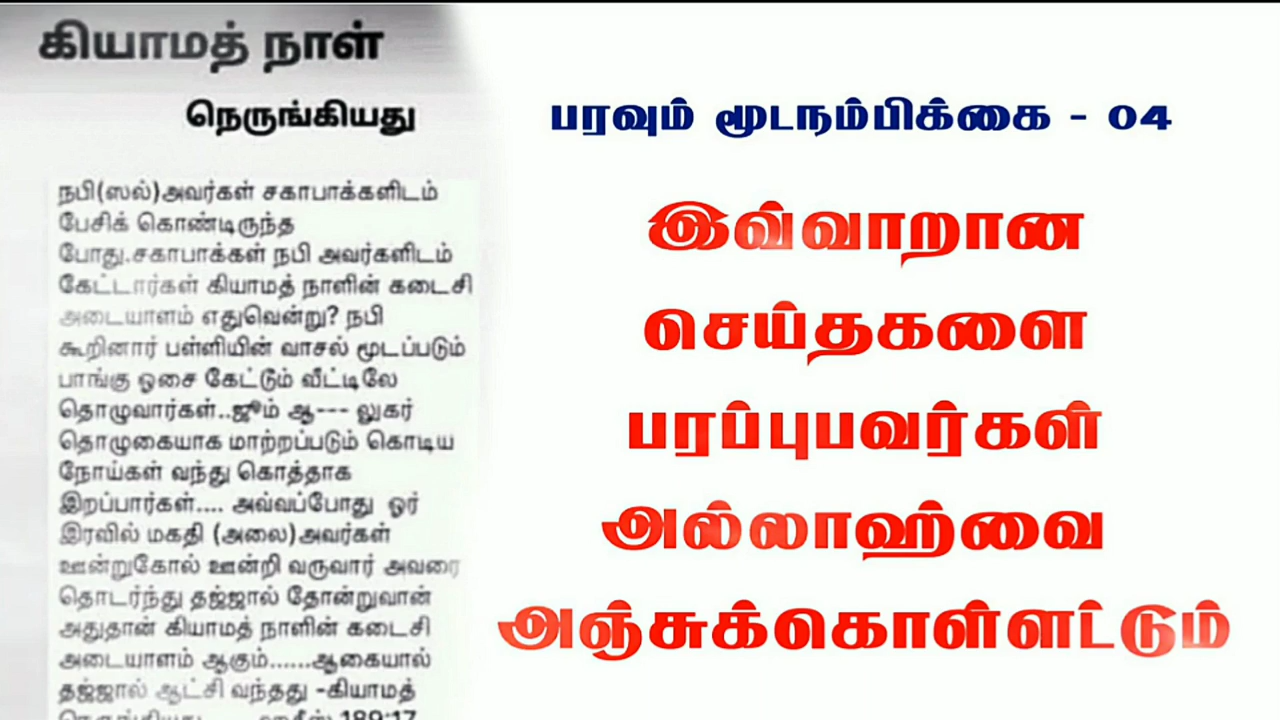 கியாமத் நாள்
நெருங்கியது
நபி(ஸல்)அவர்கள் சகாபாக்களிடம்
பேசிக் கொண்டிருந்த
போது.சகாபாக்கள் நபி அவர்களிடம்
கேட்டார்கள் கியாமத் நாளின் கடைசி
அடையாளம் எதுவென்று? நபி
கூறினார் பள்ளியின் வாசல் மூடப்படும்
பாங்கு ஓசை கேட்டும் வீட்டிலே
தொழுவார்கள்..ஜூம் ஆ--- லுகர்
தொழுகையாக மாற்றப்படும் கொடிய
நோய்கள் வந்து கொத்தாக
இறப்பார்கள்.... அவ்வப்போது ஓர்
இரவில் மகதி (அலை)அவர்கள்
ஊன்றுகோல் ஊன்றி வருவார் அவரை
தொடர்ந்து தஜ்ஜால் தோன்றுவான்
அதுதான் கியாமத் நாளின் கடைசி
அடையாளம் ஆகும்......ஆகையால்
தஜ்ஜால் ஆட்சி வந்தது -கியாமத்
பரவும் மூடநம்பிக்கை - 04
இவ்வாறான
செய்தகளை
பரப்புபவர்கள்
அல்லாஹ்வை
அஞ்சுக்கொள்ளட்டும்